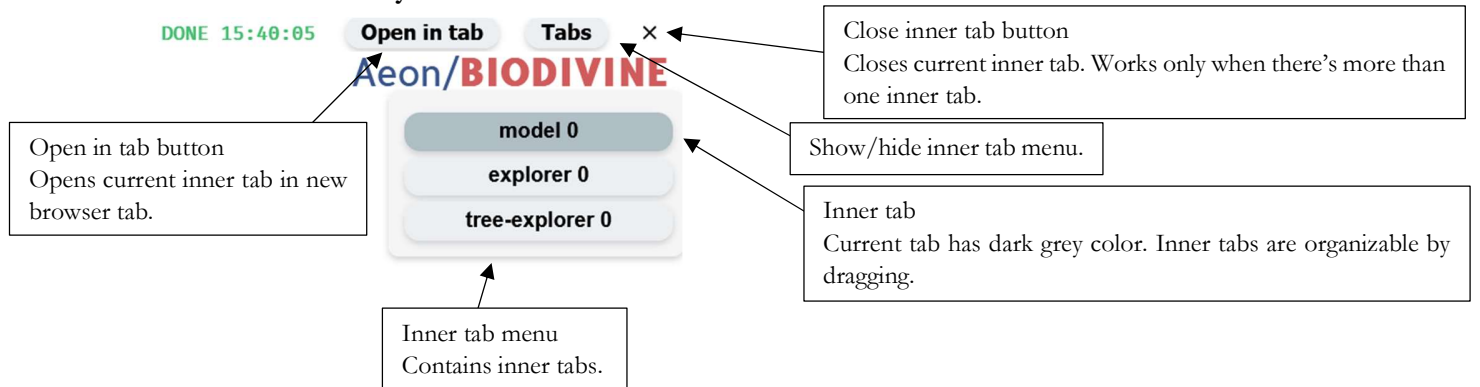 DONE 15:40:05 Open in tab Tabs ×
Aeon/BIODIVINE
model 0
explorer 0
tree-explorer 0
Close inner tab button
Closes current inner tab. Works only when there's more than
one inner tab.
Open in tab button
Opens current inner tab in new
browser tab.
Show/hide inner tab menu.
Inner tab
Current tab has dark grey color. Inner tabs are organizable by
dragging.
Inner tab menu
Contains inner tabs.